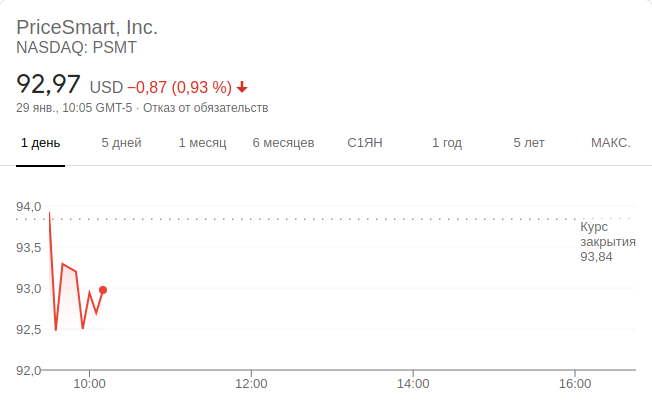 PriceSmart, Inc.
NASDAQ: PSMT
92,97 USD −0,87 (0,93 %)
29 янв., 10:05 GMT-5 · Отказ от обязательств
1 день 5 дней 1 месяц 6 месяцев С1ЯН 1 год 5 лет МАКС.
94,0
Курс
закрытия
93,5
93,84
93,0
92,5
92,0
10:00 12:00 14:00 16:00